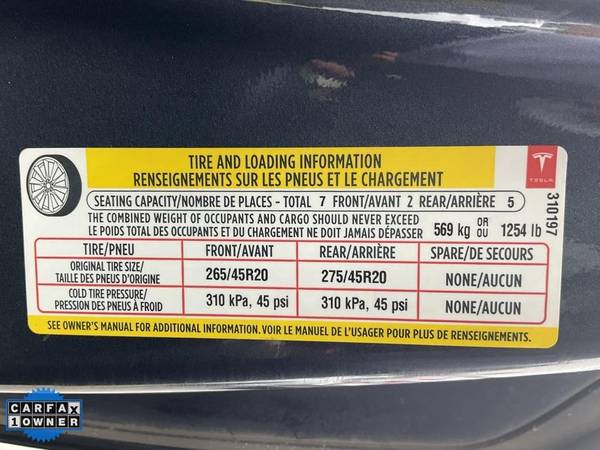 TIRE AND LOADING INFORMATION
RENSEIGNEMENTS SUR LES PNEUS ET LE CHARGEMENT
TESLA
SEATING CAPACITY/NOMBRE DE PLACES - TOTAL 7 FRONT/AVANT 2 REAR/ARRIÈRE 5
THE COMBINED WEIGHT OF OCCUPANTS AND CARGO SHOULD NEVER EXCEED
LE POIDS TOTAL DES OCCUPANTS ET DU CHARGEMENT NE DOIT JAMAIS DÉPASSER
569 kg OR OU 1254 lb
310197
TIRE/PNEU FRONT/AVANT REAR/ARRIÈRE SPARE/DE SECOURS
ORIGINAL TIRE SIZE/
TAILLE DES PNEUS D'ORIGINE
265/45R20 275/45R20 NONE/AUCUN
COLD TIRE PRESSURE/
PRESSION DES PNEUS À FROID
310 kPa, 45 psi 310 kPa, 45 psi NONE/AUCUN
SEE OWNER'S MANUAL FOR ADDITIONAL INFORMATION. VOIR LE MANUEL DE L'USAGER POUR PLUS DE RENSEIGNEMENTS.
CARFAX
1 OWNER